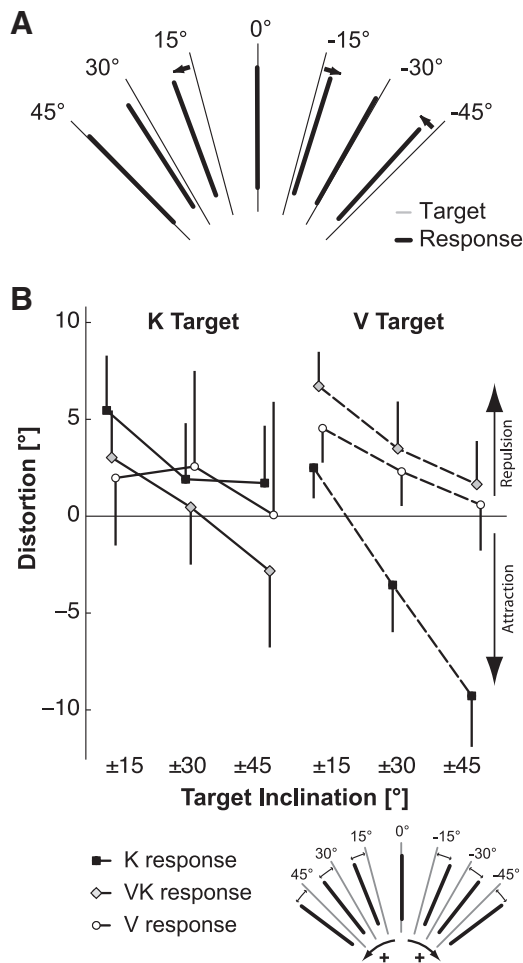 A
0°
15° -15°
30° -30°
45° -45°
Target
Response
B
K Target V Target
10
5
0
−5
−10
Distortion [°]
Repulsion
Attraction
±15 ±30 ±45 ±15 ±30 ±45
Target Inclination [°]
K response
VK response
V response
0°
15° -15°
30° -30°
45° -45°
+ +